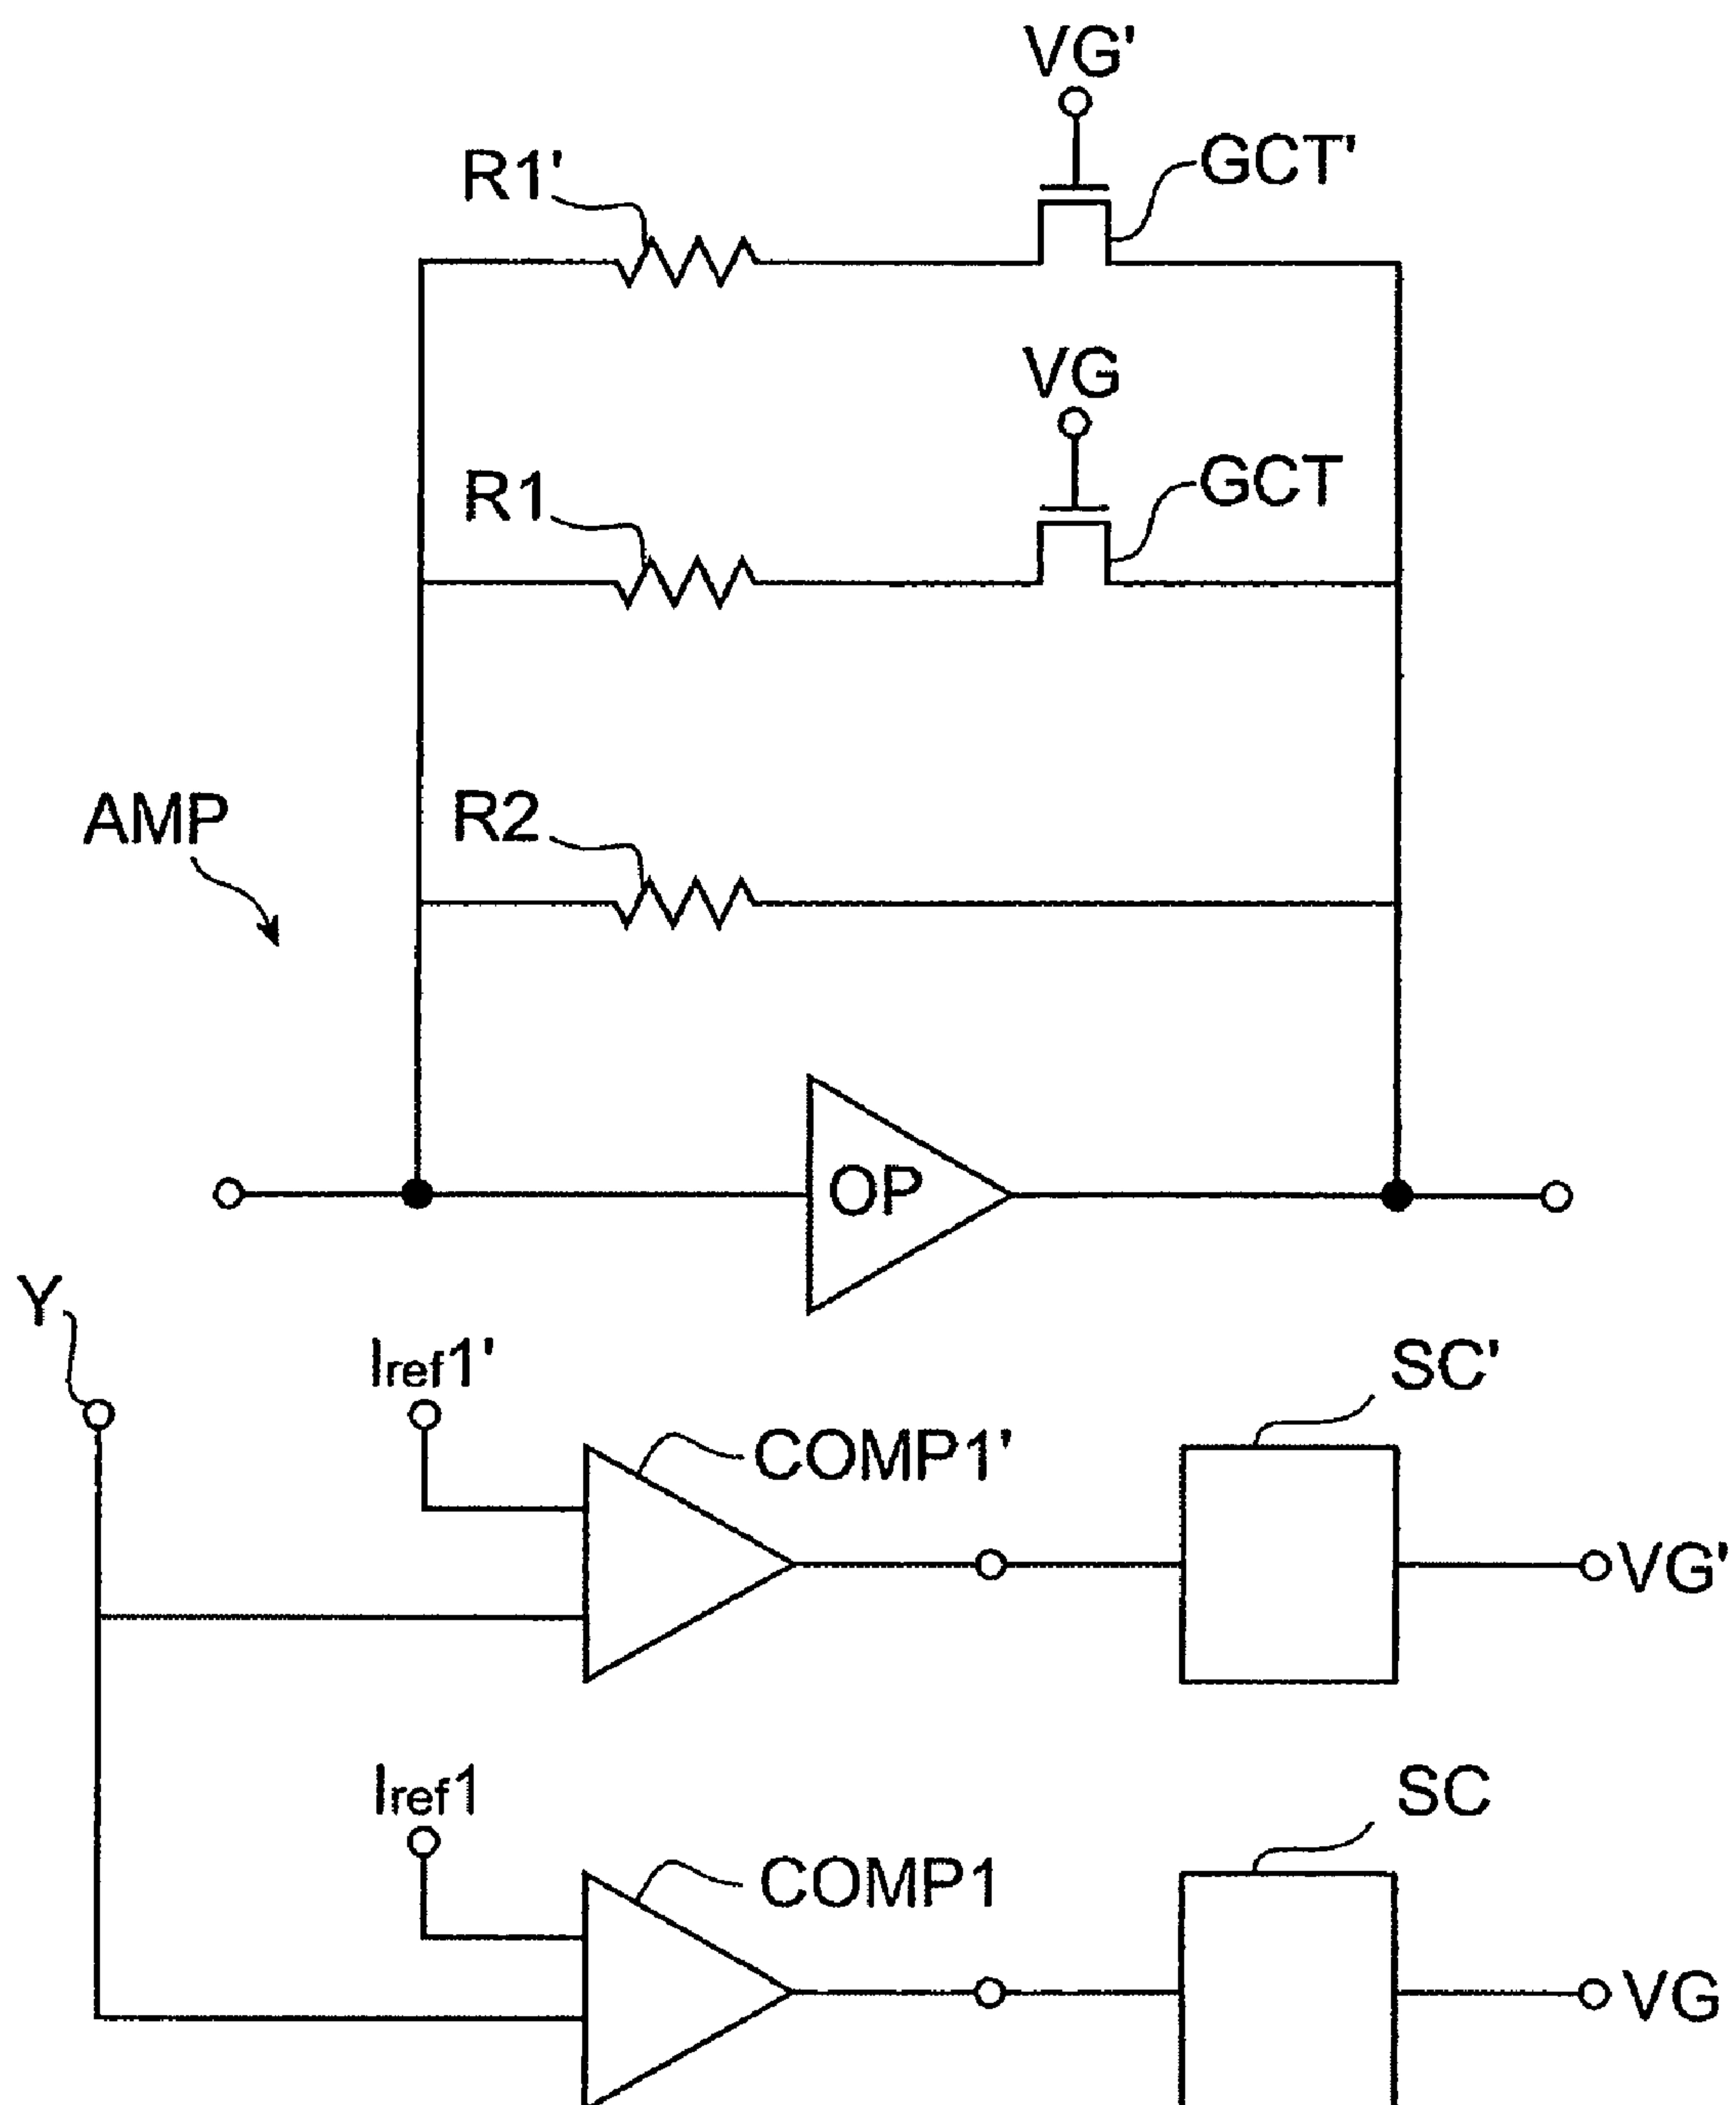 VG'
GCT'
R1'
VG
GCT
R1
AMP
R2
OP
Y
Iref1'
SC'
COMP1'
VG'
Iref1
SC
COMP1
VG